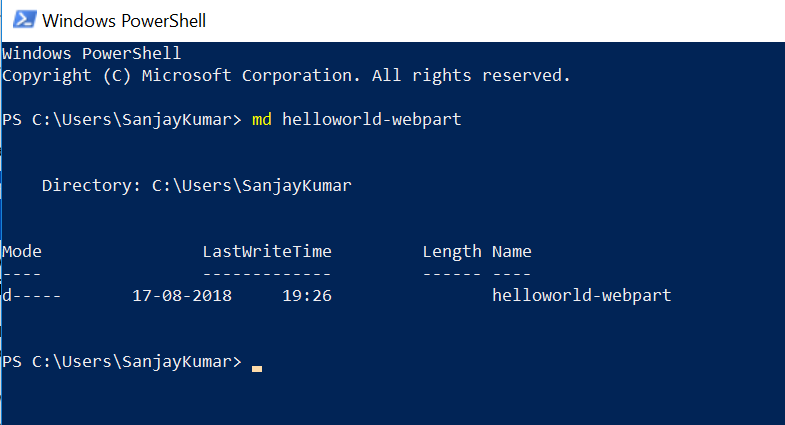 Windows PowerShell
Windows PowerShell
Copyright (C) Microsoft Corporation. All rights reserved.
PS C:\Users\SanjayKumar> md helloworld-webpart
Directory: C:\Users\SanjayKumar
Mode                LastWriteTime         Length Name
----                -------------         ------ ----
d-----       17-08-2018     19:26                helloworld-webpart
PS C:\Users\SanjayKumar>